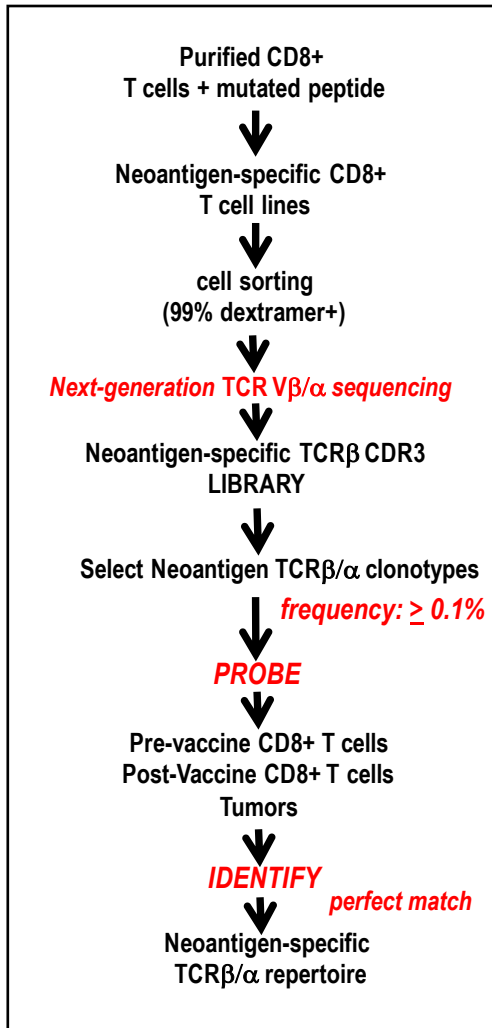 Purified CD8+
T cells + mutated peptide
Neoantigen-specific CD8+
T cell lines
cell sorting
(99% dextramer+)
Next-generation TCR Vβ/α sequencing
Neoantigen-specific TCRβ CDR3
LIBRARY
Select Neoantigen TCRβ/α clonotypes
frequency: ≥ 0.1%
PROBE
Pre-vaccine CD8+ T cells
Post-Vaccine CD8+ T cells
Tumors
IDENTIFY
perfect match
Neoantigen-specific
TCRβ/α repertoire